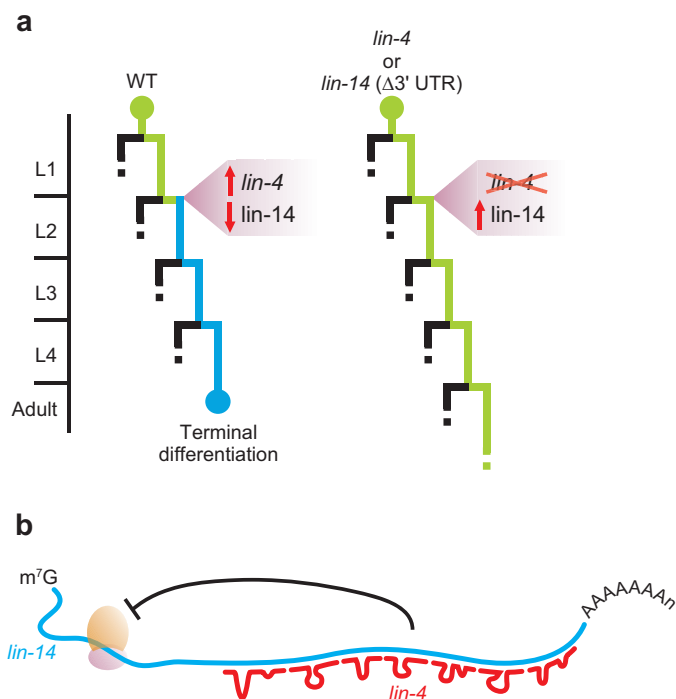 a
WT
lin-4
or
lin-14 (Δ3' UTR)
L1
L2
L3
L4
Adult
lin-4
lin-14
lin-4
lin-14
Terminal
differentiation
b
m⁷G
lin-14
lin-4
AAAAAAAn